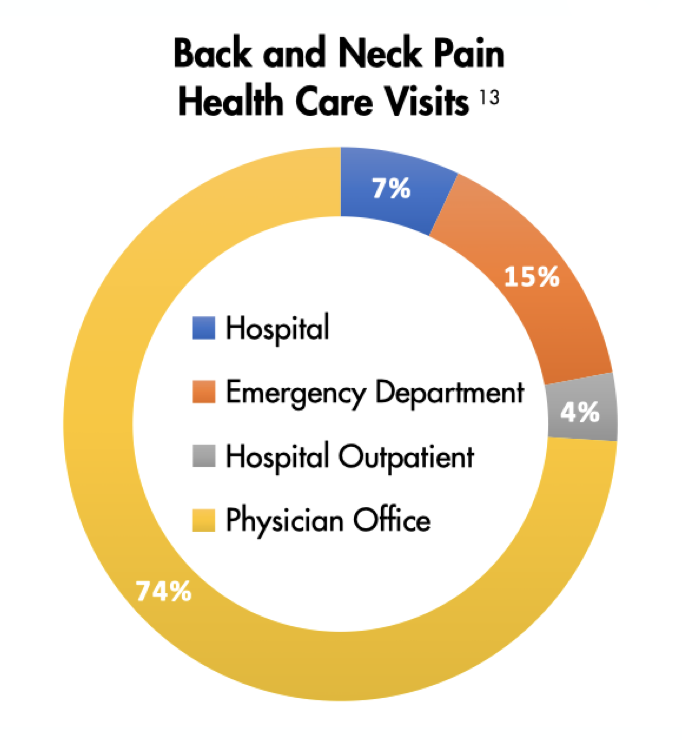 Back and Neck Pain
Health Care Visits 13
7%
15%
Hospital
Emergency Department
4%
Hospital Outpatient
Physician Office
74%